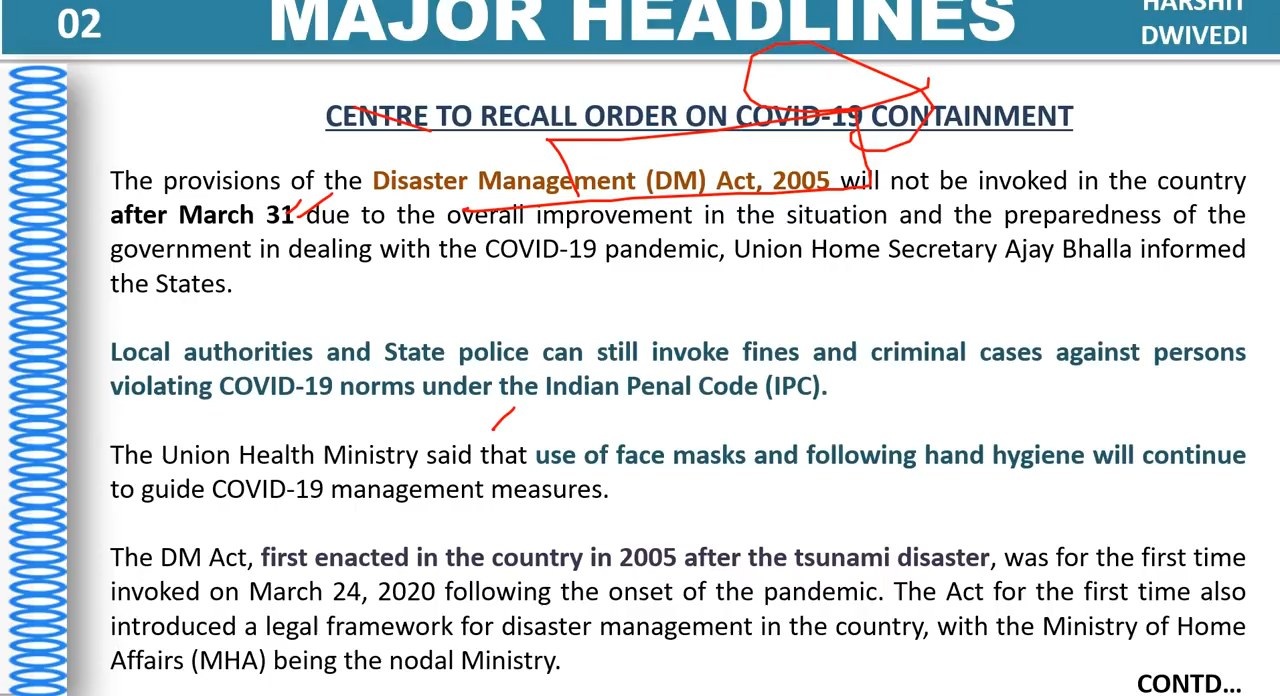 02
MAJOR HEADLINES
HARSHIT
DWIVEDI
CENTRE TO RECALL ORDER ON COVID-19 CONTAINMENT
The provisions of the Disaster Management (DM) Act, 2005 will not be invoked in the country
after March 31 due to the overall improvement in the situation and the preparedness of the
government in dealing with the COVID-19 pandemic, Union Home Secretary Ajay Bhalla informed
the States.
Local authorities and State police can still invoke fines and criminal cases against persons
violating COVID-19 norms under the Indian Penal Code (IPC).
The Union Health Ministry said that use of face masks and following hand hygiene will continue
to guide COVID-19 management measures.
The DM Act, first enacted in the country in 2005 after the tsunami disaster, was for the first time
invoked on March 24, 2020 following the onset of the pandemic. The Act for the first time also
introduced a legal framework for disaster management in the country, with the Ministry of Home
Affairs (MHA) being the nodal Ministry.
CONTD...